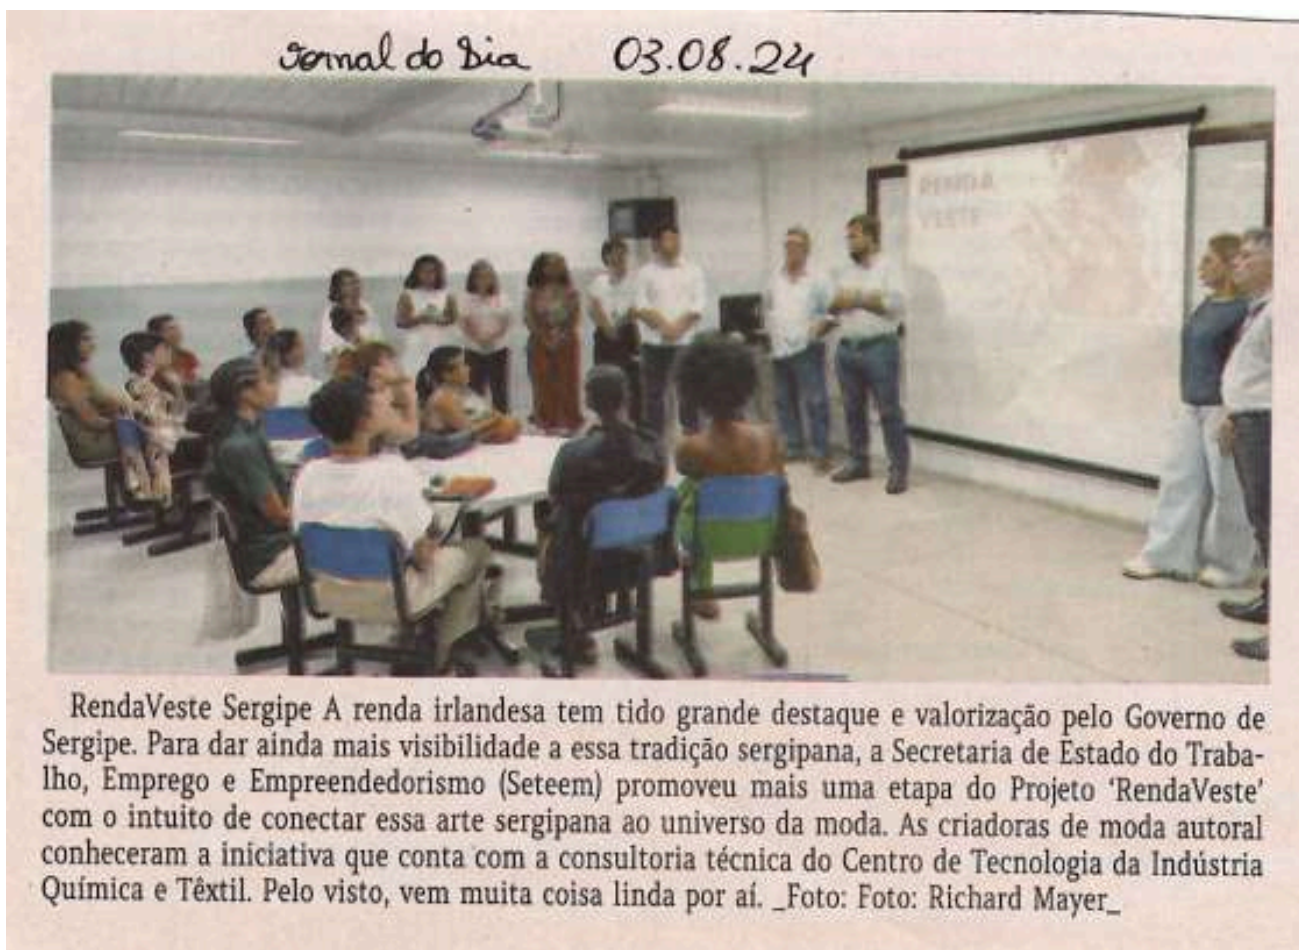 Jornal do Dia 03.08.24
RENDA
VESTE
RendaVeste Sergipe A renda irlandesa tem tido grande destaque e valorização pelo Governo de
Sergipe. Para dar ainda mais visibilidade a essa tradição sergipana, a Secretaria de Estado do Traba-
lho, Emprego e Empreendedorismo (Seteem) promoveu mais uma etapa do Projeto ‘RendaVeste’
com o intuito de conectar essa arte sergipana ao universo da moda. As criadoras de moda autoral
conheceram a iniciativa que conta com a consultoria técnica do Centro de Tecnologia da Indústria
Química e Têxtil. Pelo visto, vem muita coisa linda por aí. _Foto: Foto: Richard Mayer_